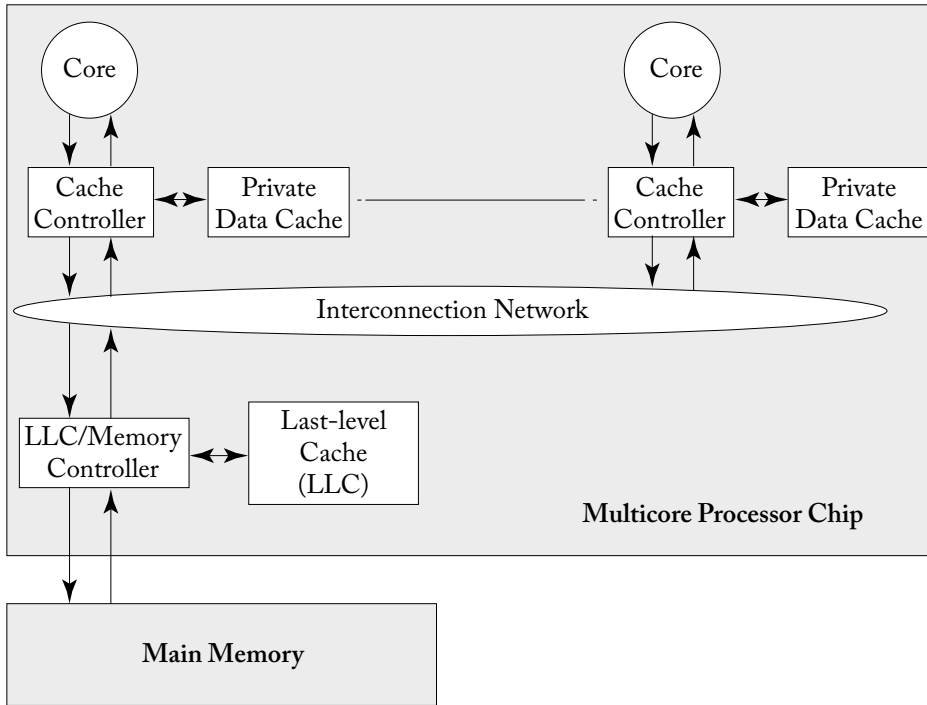 Core
Core
Cache
Controller
Private
Data Cache
Cache
Controller
Private
Data Cache
Interconnection Network
LLC/Memory
Controller
Last-level
Cache
(LLC)
Multicore Processor Chip
Main Memory